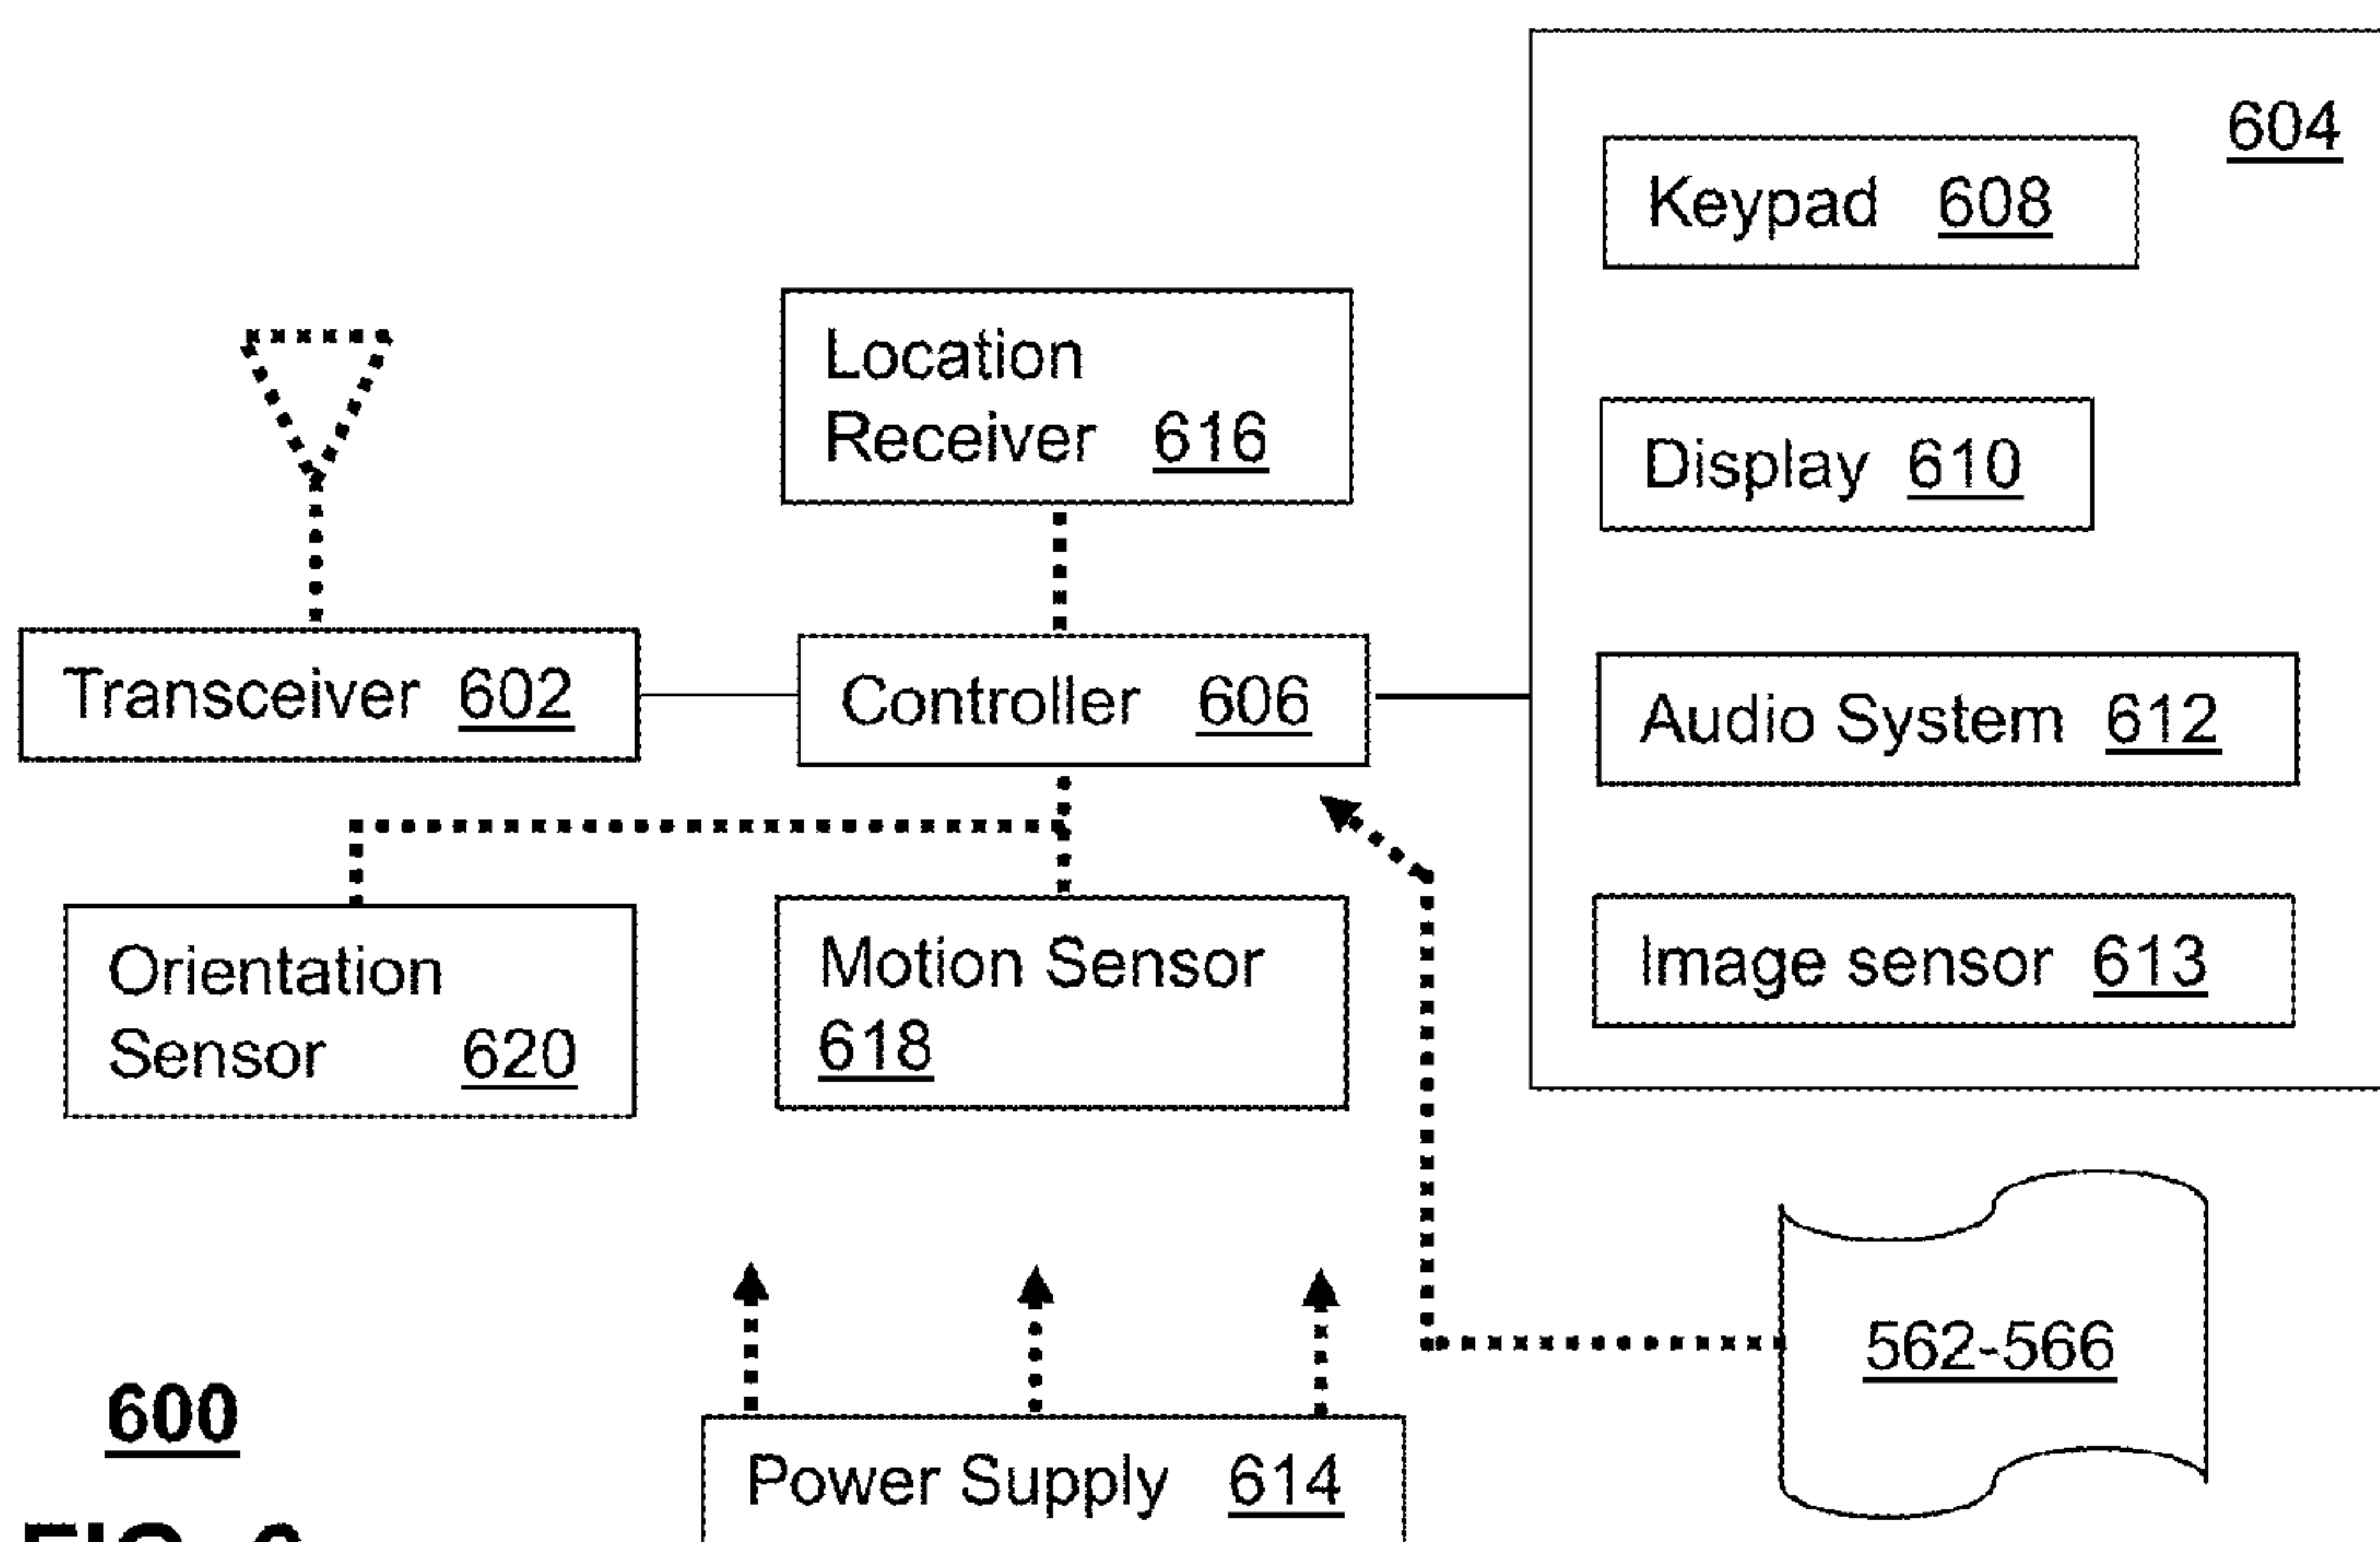 604
Keypad 608
Location
Receiver 616
Display 610
Transceiver 602
Controller 606
Audio System 612
Orientation
Sensor 620
Motion Sensor
618
Image sensor 613
562-566
600
Power Supply 614